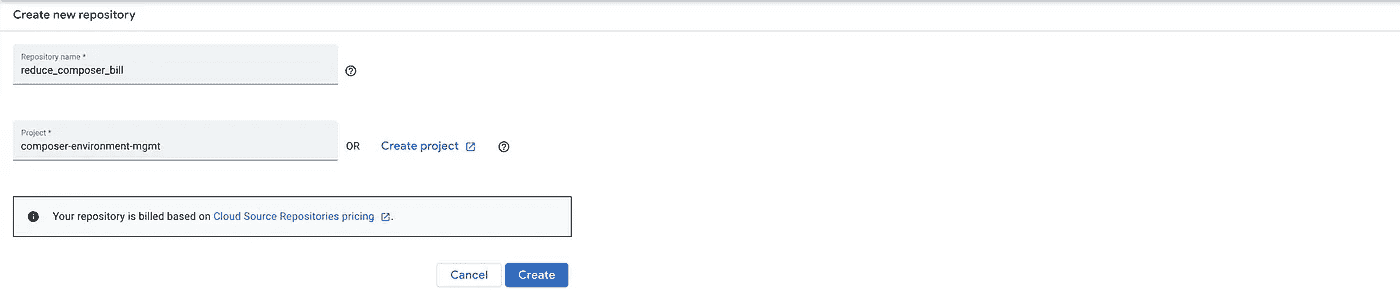 Create new repository
Repository name *
reduce_composer_bill
Project *
composer-environment-mgmt OR Create project
Your repository is billed based on Cloud Source Repositories pricing.
Cancel Create